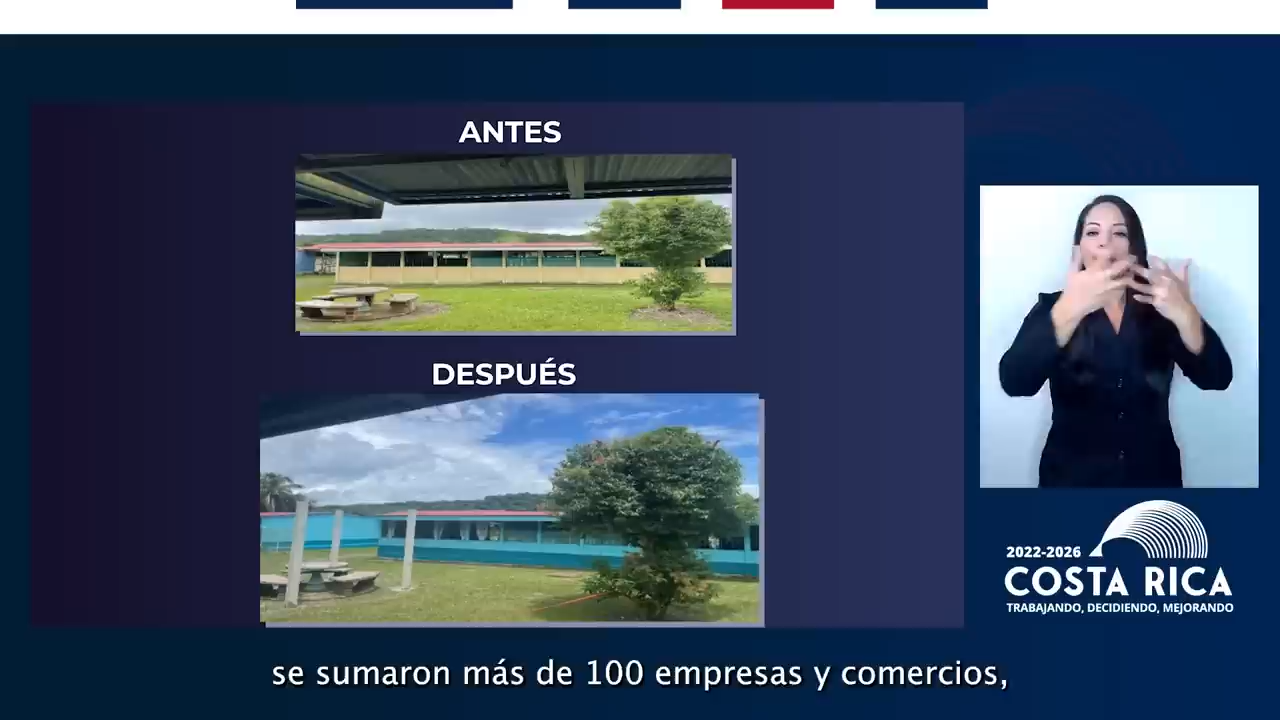 ANTES
DESPUÉS
2022-2026
COSTA RICA
TRABAJANDO, DECIDIENDO, MEJORANDO
se sumaron más de 100 empresas y comercios,